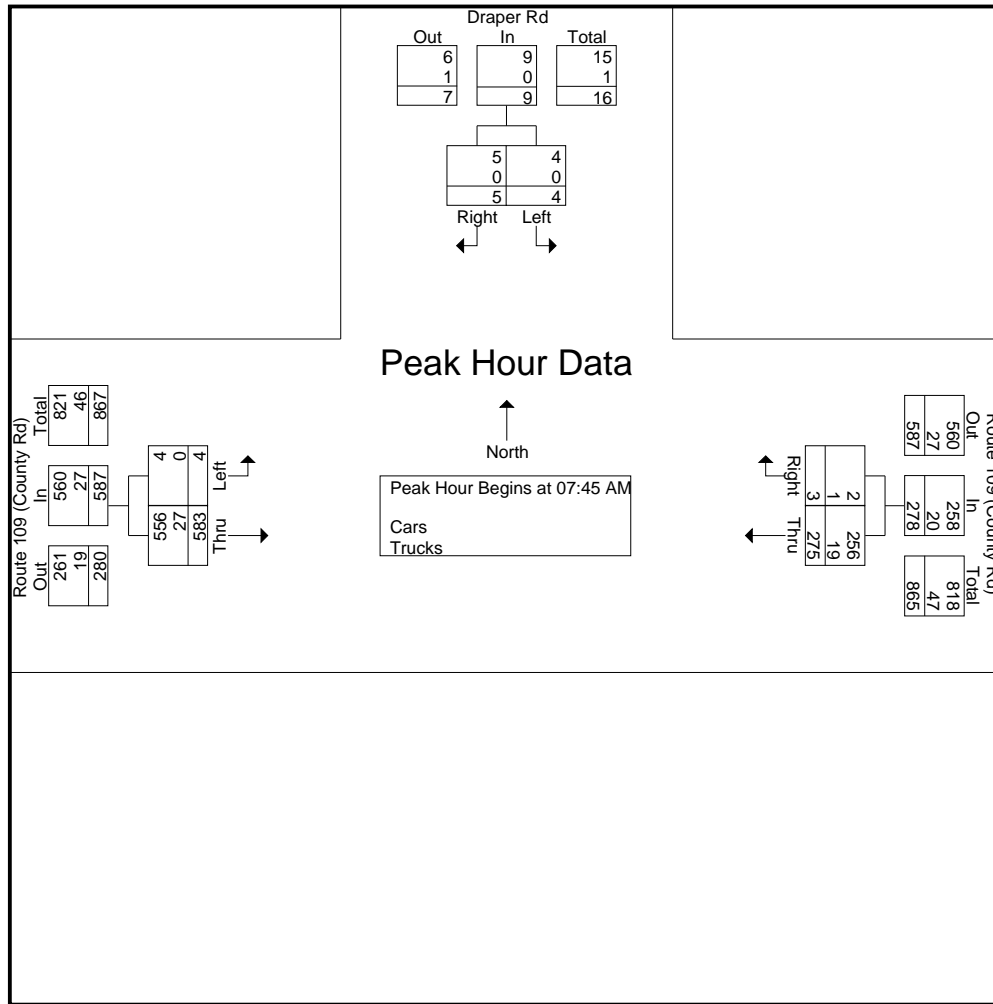 Draper Rd
Out In Total
6 9 15
1 0 1
7 9 16
5 4
0 0
5 4
Right Left
Peak Hour Data
North
Peak Hour Begins at 07:45 AM
Cars
Trucks
Route 109 (County Rd)
Out In Total
261 560 821
19 27 46
280 587 867
556 4
27 0
583 4
Thru Left
Route 109 (County Rd)
Out In Total
560 258 818
27 20 47
587 278 865
2 256
1 19
3 275
Right Thru